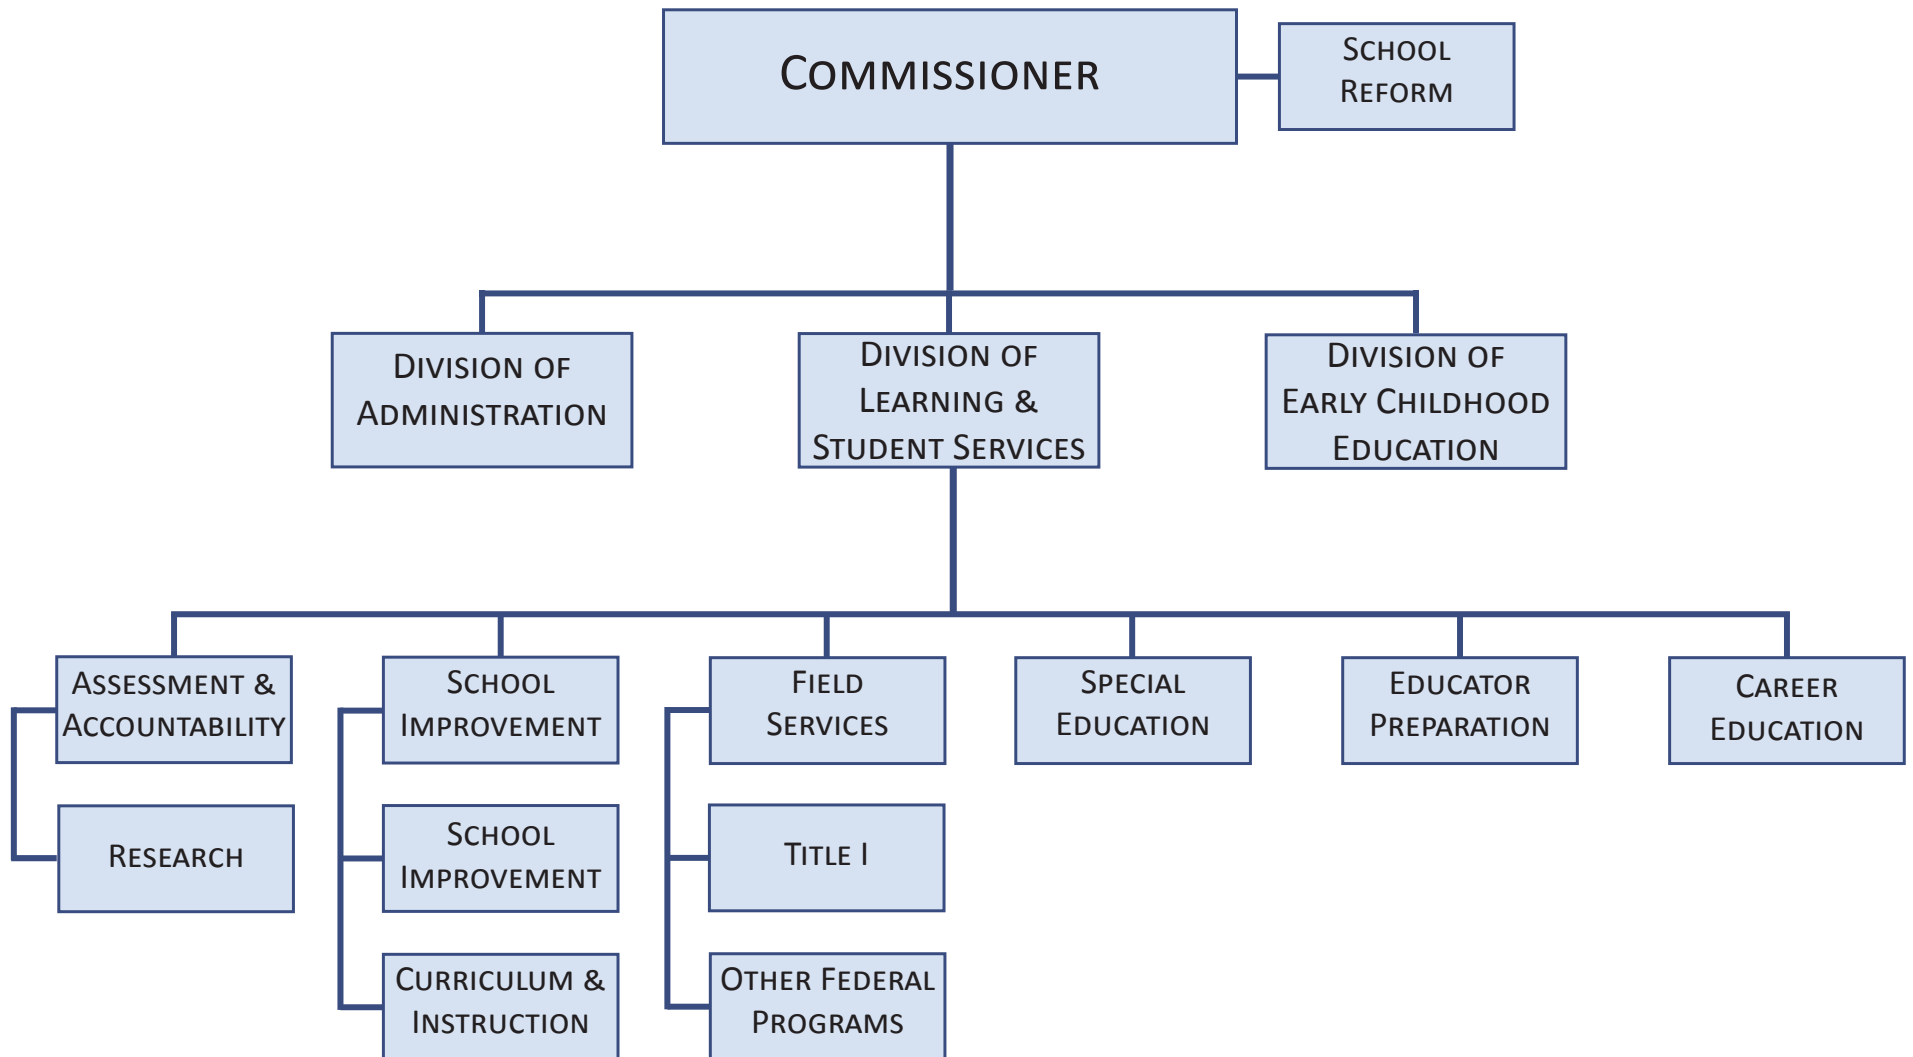 Commissioner
School
Reform
Division of
Administration
Division of
Learning &
Student Services
Division of
Early Childhood
Education
Assessment &
Accountability
School
Improvement
Field
Services
Special
Education
Educator
Preparation
Career
Education
Research
School
Improvement
Title I
Curriculum &
Instruction
Other Federal
Programs